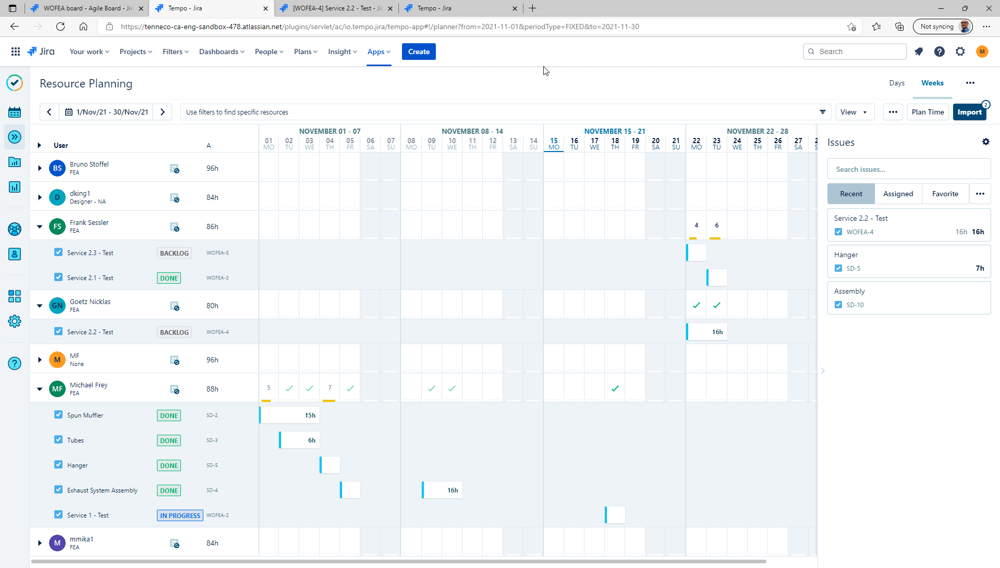 WOFEA board - Agile Board - Jir
Tempo - Jira
[WOFEA-4] Service 2.2 - Test - Jir
Tempo - Jira
https://tenneco-ca-eng-sandbox-478.atlassian.net/plugins/servlet/ac/io.tempo.jira/tempo-app#!/planner?from=2021-11-01&periodType=FIXED&to=2021-11-30
Not syncing
Jira Your work Projects Filters Dashboards People Plans Insight Apps Create Search M
Resource Planning
Days Weeks
1/Nov/21 - 30/Nov/21
Use filters to find specific resources
View
Plan Time
Import 2
NOVEMBER 01 - 07 NOVEMBER 08 - 14 NOVEMBER 15 - 21 NOVEMBER 22 - 28
User A
01 02 03 04 05 06 07 08 09 10 11 12 13 14 15 16 17 18 19 20 21 22 23 24 25 26 27
MO TU WE TH FR SA SU MO TU WE TH FR SA SU MO TU WE TH FR SA SU MO TU WE TH FR SA
BS Bruno Stoffel 96h
FEA
D dking1 84h
Designer - NA
FS Frank Sessler 86h 4 6
FEA
Service 2.3 - Test BACKLOG WOFEA-5
Service 2.1 - Test DONE WOFEA-3
GN Goetz Nicklas 80h
FEA
Service 2.2 - Test BACKLOG WOFEA-4 16h
M MF 96h
None
MF Michael Frey 88h 5 7
FEA
Spun Muffler DONE SD-2 15h
Tubes DONE SD-3 6h
Hanger DONE SD-5
Exhaust System Assembly DONE SD-4 16h
Service 1 - Test IN PROGRESS WOFEA-2
M mmika1 84h
FEA
Issues
Search issues...
Recent Assigned Favorite
Service 2.2 - Test
WOFEA-4 16h 16h
Hanger
SD-5 7h
Assembly
SD-10